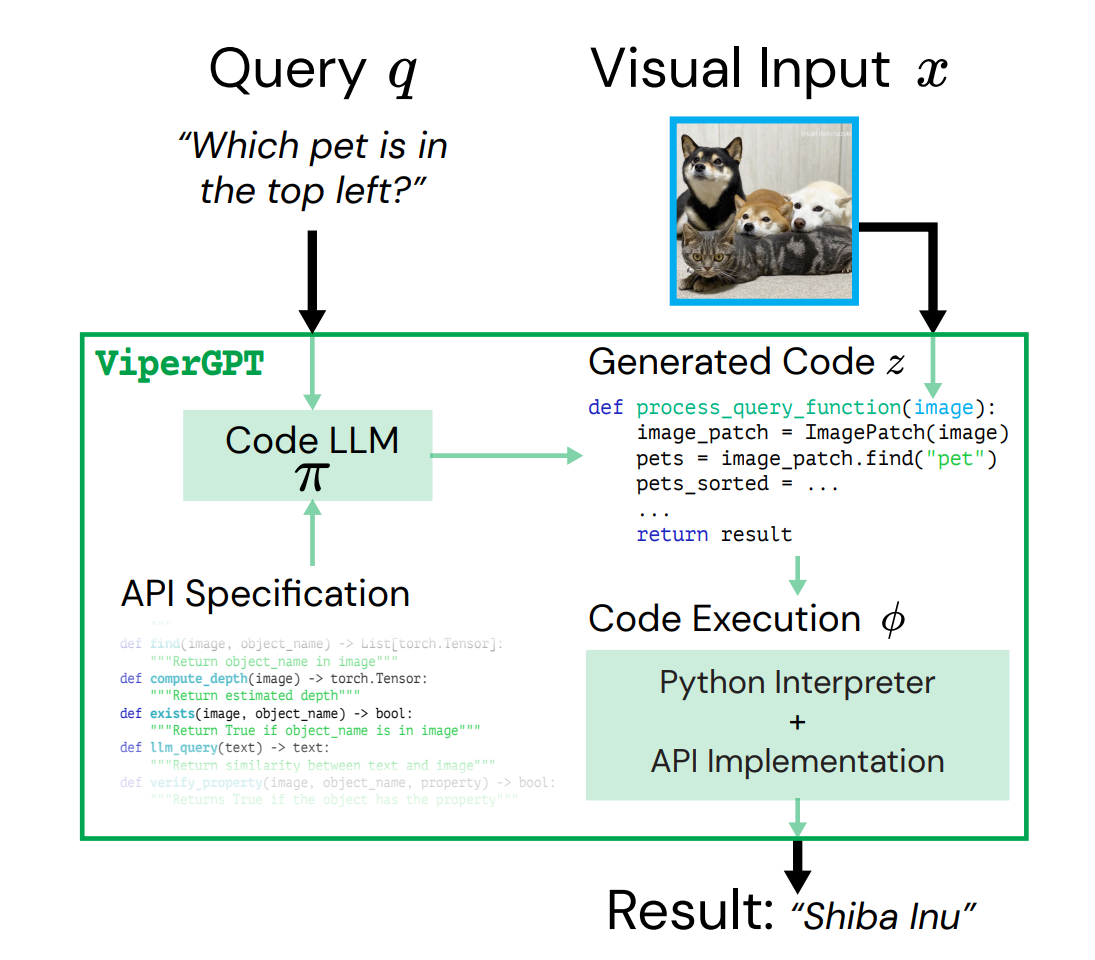 Query q
Visual Input x
“Which pet is in
the top left?”
ViperGPT
Code LLM
π
API Specification
"""
def find(image, object_name) -> List[torch.Tensor]:
"""Return object_name in image"""
def compute_depth(image) -> torch.Tensor:
"""Return estimated depth"""
def exists(image, object_name) -> bool:
"""Return True if object_name is in image"""
def llm_query(text) -> text:
"""Return similarity between text and image"""
def verify_property(image, object_name, property) -> bool:
"""Returns True if the object has the property"""
Generated Code z
def process_query_function(image):
image_patch = ImagePatch(image)
pets = image_patch.find("pet")
pets_sorted = ...
...
return result
Code Execution ϕ
Python Interpreter
+
API Implementation
Result: “Shiba Inu”